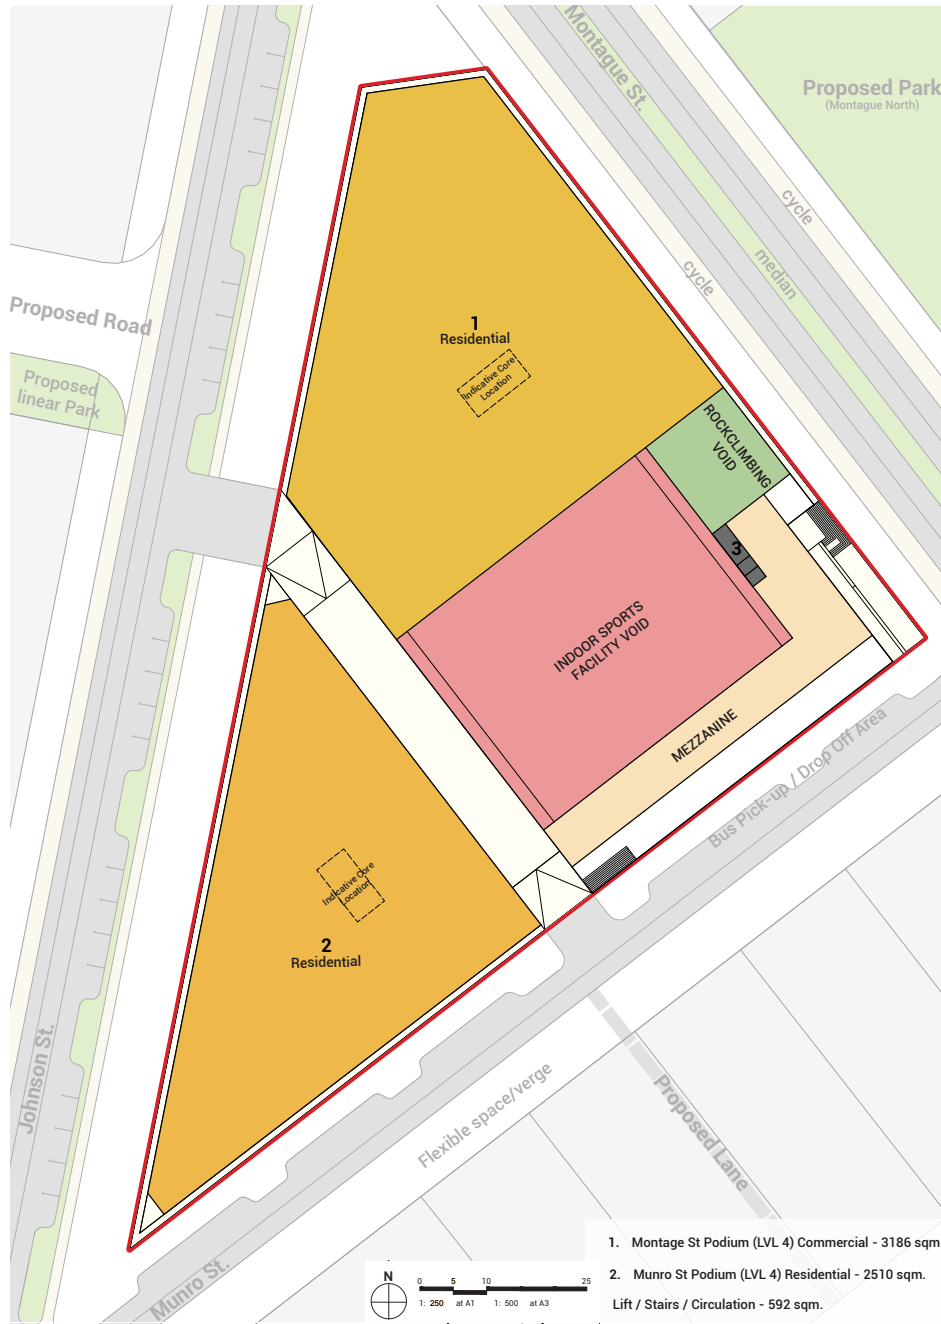 Montague St.
Proposed Park
(Montague North)
cycle
median
cycle
Proposed Road
Proposed
linear Park
1
Residential
Indicative Core
Location
ROCKCLIMBING
VOID
3
INDOOR SPORTS
FACILITY VOID
MEZZANINE
Bus Pick-up / Drop Off Area
Indicative Core
Location
2
Residential
Johnson St.
Flexible space/verge
Proposed Lane
Munro St.
N
0 5 10 25
1: 250 at A1 1: 500 at A3
1. Montage St Podium (LVL 4) Commercial - 3186 sqm
2. Munro St Podium (LVL 4) Residential - 2510 sqm.
Lift / Stairs / Circulation - 592 sqm.